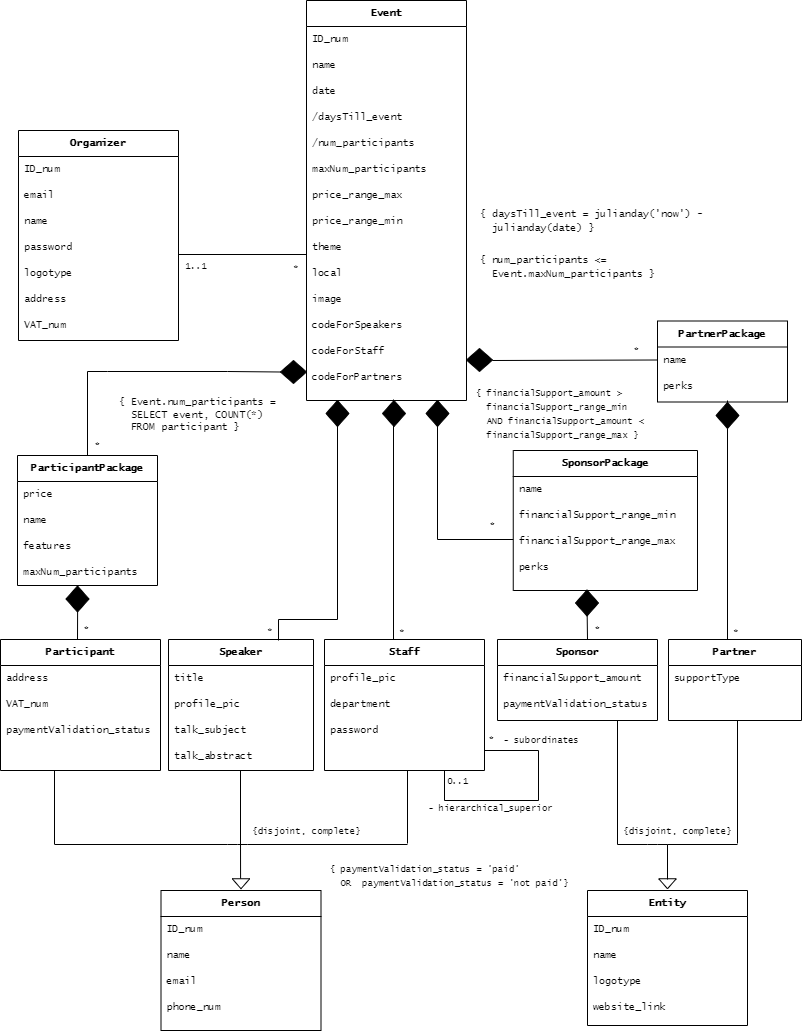 Event
ID_num
name
date
/daysTill_event
/num_participants
maxNum_participants
price_range_max
price_range_min
theme
local
image
codeForSpeakers
codeForStaff
codeForPartners
Organizer
ID_num
email
name
password
logotype
address
VAT_num
1..1
*
{ daysTill_event = julianday('now') -
julianday(date) }
{ num_participants <=
Event.maxNum_participants }
PartnerPackage
name
perks
*
{ Event.num_participants =
SELECT event, COUNT(*)
FROM participant }
*
{ financialSupport_amount >
financialSupport_range_min
AND financialSupport_amount <
financialSupport_range_max }
ParticipantPackage
price
name
features
maxNum_participants
SponsorPackage
name
financialSupport_range_min
financialSupport_range_max
perks
*
*
*
*
*
*
Participant
address
VAT_num
paymentValidation_status
Speaker
title
profile_pic
talk_subject
talk_abstract
Staff
profile_pic
department
password
Sponsor
financialSupport_amount
paymentValidation_status
Partner
supportType
* - subordinates
0..1
- hierarchical_superior
{disjoint, complete}
{disjoint, complete}
{ paymentValidation_status = 'paid'
OR paymentValidation_status = 'not paid'}
Person
ID_num
name
email
phone_num
Entity
ID_num
name
logotype
website_link